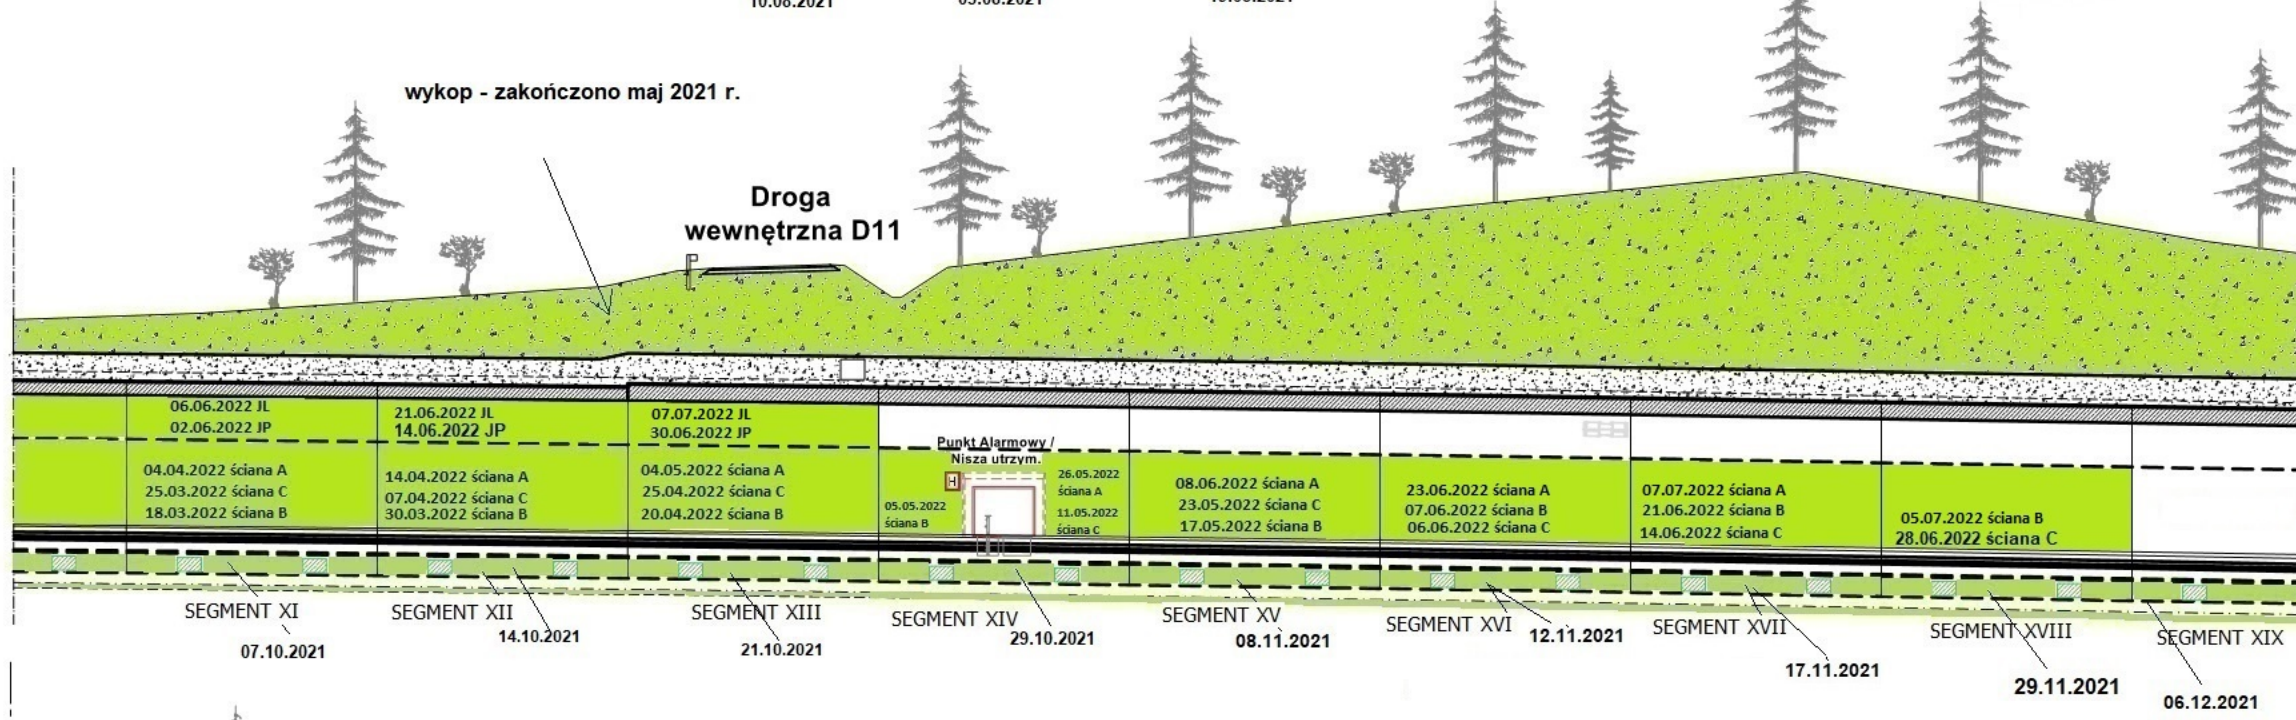 10.08.2021
wykop - zakończono maj 2021 r.
Droga
wewnętrzna D11
06.06.2022 JL
02.06.2022 JP
04.04.2022 ściana A
25.03.2022 ściana C
18.03.2022 ściana B
21.06.2022 JL
14.06.2022 JP
14.04.2022 ściana A
07.04.2022 ściana C
30.03.2022 ściana B
07.07.2022 JL
30.06.2022 JP
04.05.2022 ściana A
25.04.2022 ściana C
20.04.2022 ściana B
Punkt Alarmowy /
Nisza utrzym.
H
05.05.2022
ściana B
26.05.2022
ściana A
11.05.2022
ściana C
08.06.2022 ściana A
23.05.2022 ściana C
17.05.2022 ściana B
23.06.2022 ściana A
07.06.2022 ściana B
06.06.2022 ściana C
07.07.2022 ściana A
21.06.2022 ściana B
14.06.2022 ściana C
05.07.2022 ściana B
28.06.2022 ściana C
SEGMENT XI
07.10.2021
SEGMENT XII
14.10.2021
SEGMENT XIII
21.10.2021
SEGMENT XIV
29.10.2021
SEGMENT XV
08.11.2021
SEGMENT XVI
12.11.2021
SEGMENT XVII
17.11.2021
SEGMENT XVIII
29.11.2021
SEGMENT XIX
06.12.2021